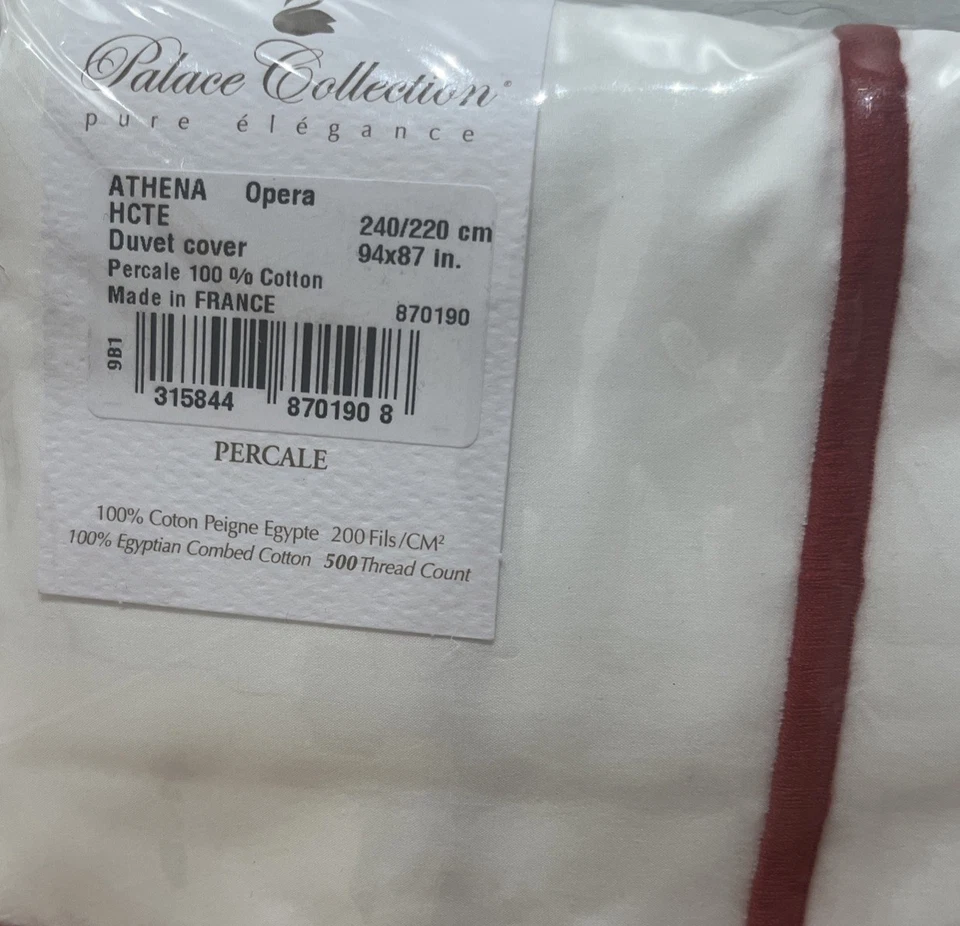 Palace Collection®
pure élégance
ATHENA Opera
HCTE 240/220 cm
Duvet cover 94x87 in.
Percale 100 % Cotton
Made in FRANCE 870190
9B1
315844 870190 8
PERCALE
100% Coton Peigne Egypte 200 Fils/CM²
100% Egyptian Combed Cotton 500 Thread Count